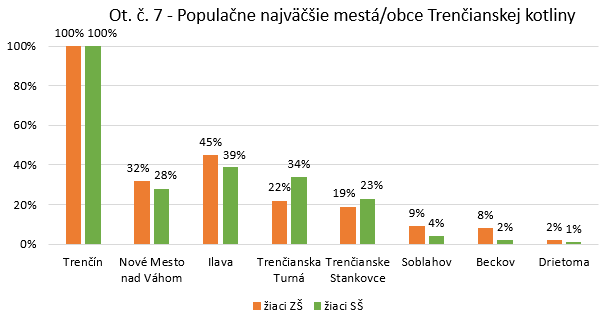 Ot. č. 7 - Populačne najväčšie mestá/obce Trenčianskej kotliny
100% 100%
100%
80%
60%
45%
39%
40%
32%
28%
22%
34%
19%
23%
20%
9%
4%
8%
2%
2%
1%
0%
Trenčín
Nové Mesto
nad Váhom
Ilava
Trenčianska
Turná
Trenčianske
Stankovce
Soblahov
Beckov
Drietoma
žiaci ZŠ
žiaci SŠ